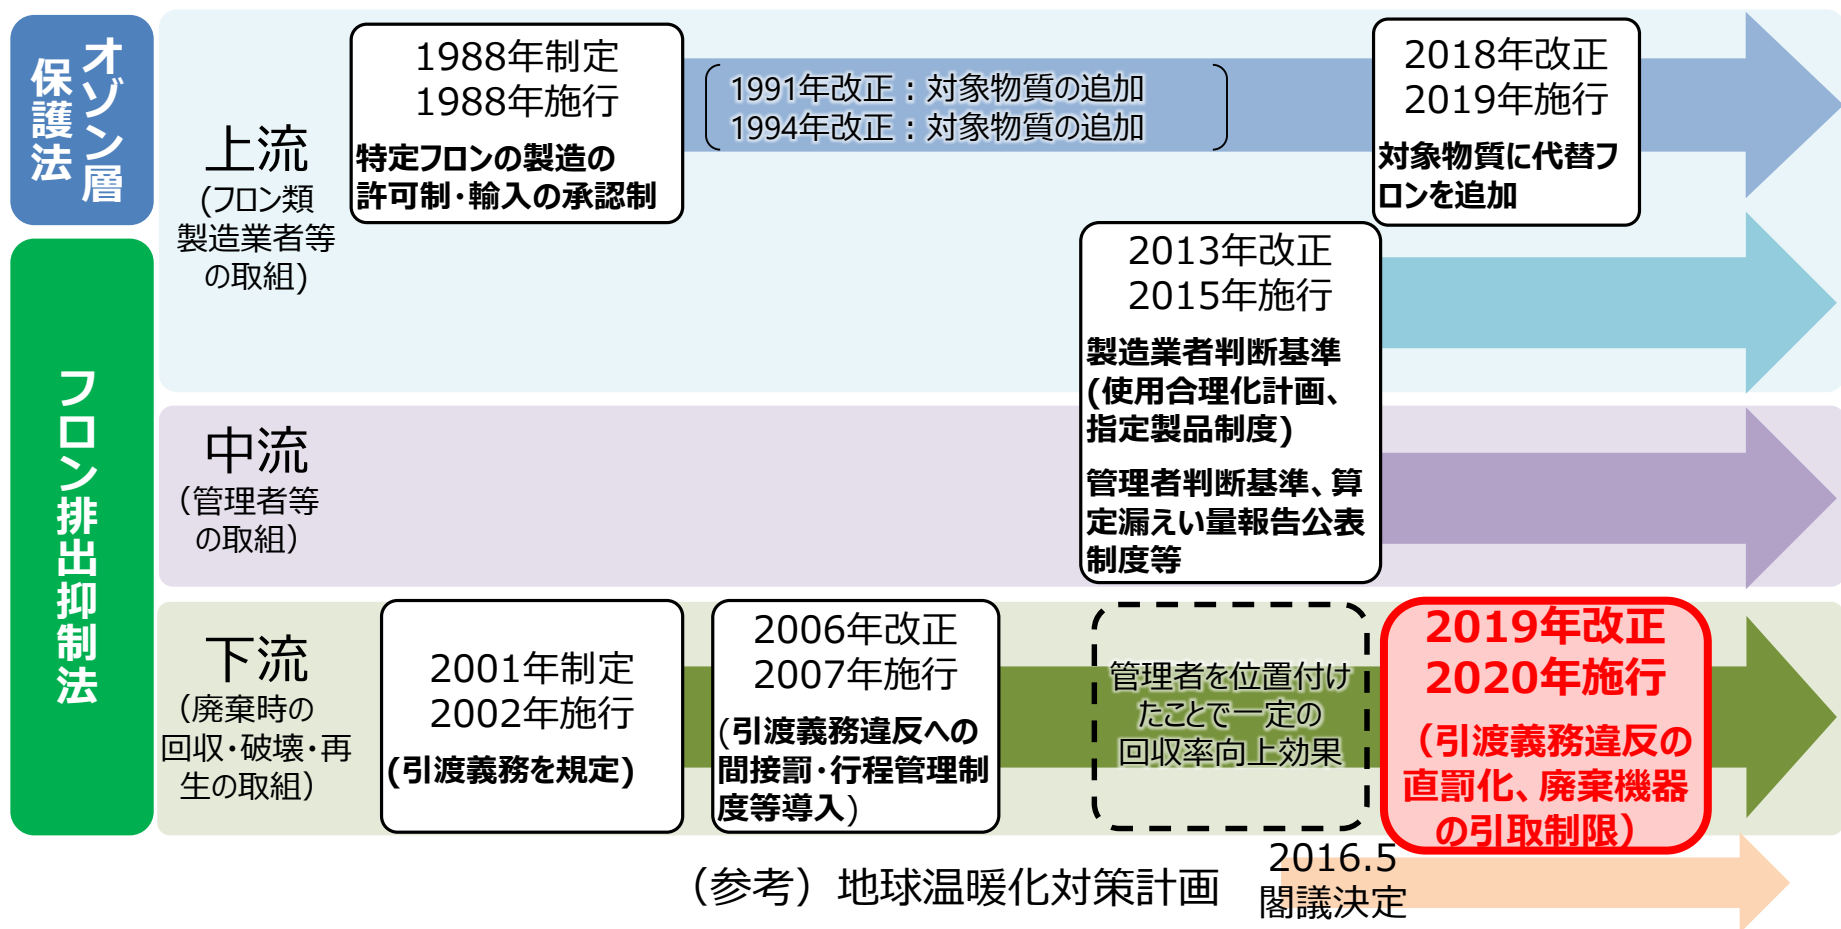 オゾン層
保護法
フロン排出抑制法
上流
(フロン類
製造業者等
の取組)
1988年制定
1988年施行
特定フロンの製造の
許可制・輸入の承認制
1991年改正：対象物質の追加
1994年改正：対象物質の追加
2018年改正
2019年施行
対象物質に代替フ
ロンを追加
2013年改正
2015年施行
製造業者判断基準
(使用合理化計画、
指定製品制度)
管理者判断基準、算
定漏えい量報告公表
制度等
中流
（管理者等
の取組）
下流
（廃棄時の
回収・破壊・再
生の取組）
2001年制定
2002年施行
(引渡義務を規定)
2006年改正
2007年施行
(引渡義務違反への
間接罰・行程管理制
度等導入)
管理者を位置付け
たことで一定の
回収率向上効果
2019年改正
2020年施行
（引渡義務違反の
直罰化、廃棄機器
の引取制限）
（参考）地球温暖化対策計画
2016.5
閣議決定